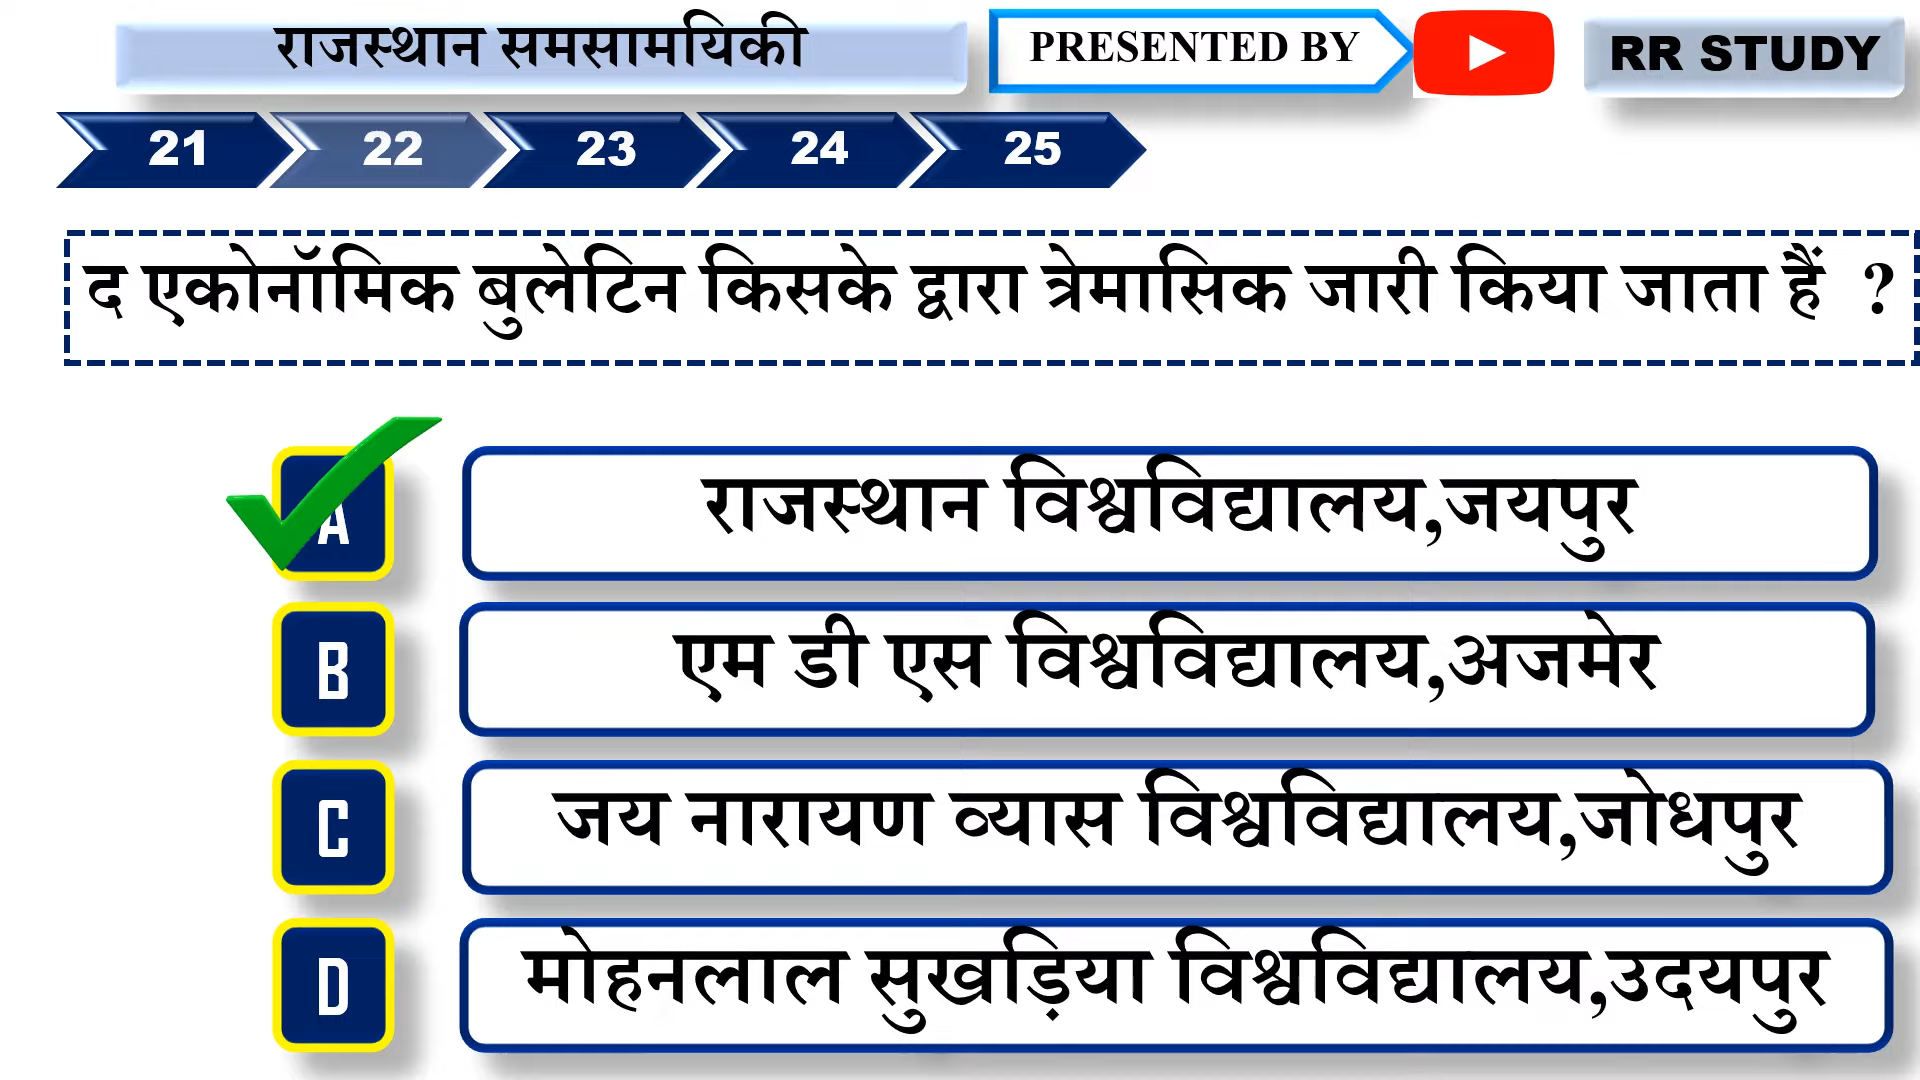 राजस्थान समसामयिकी
PRESENTED BY
RR STUDY
21 22 23 24 25
द एकोनॉमिक बुलेटिन किसके द्वारा त्रेमासिक जारी किया जाता हैं ?
A राजस्थान विश्वविद्यालय,जयपुर
B एम डी एस विश्वविद्यालय,अजमेर
C जय नारायण व्यास विश्वविद्यालय,जोधपुर
D मोहनलाल सुखड़िया विश्वविद्यालय,उदयपुर